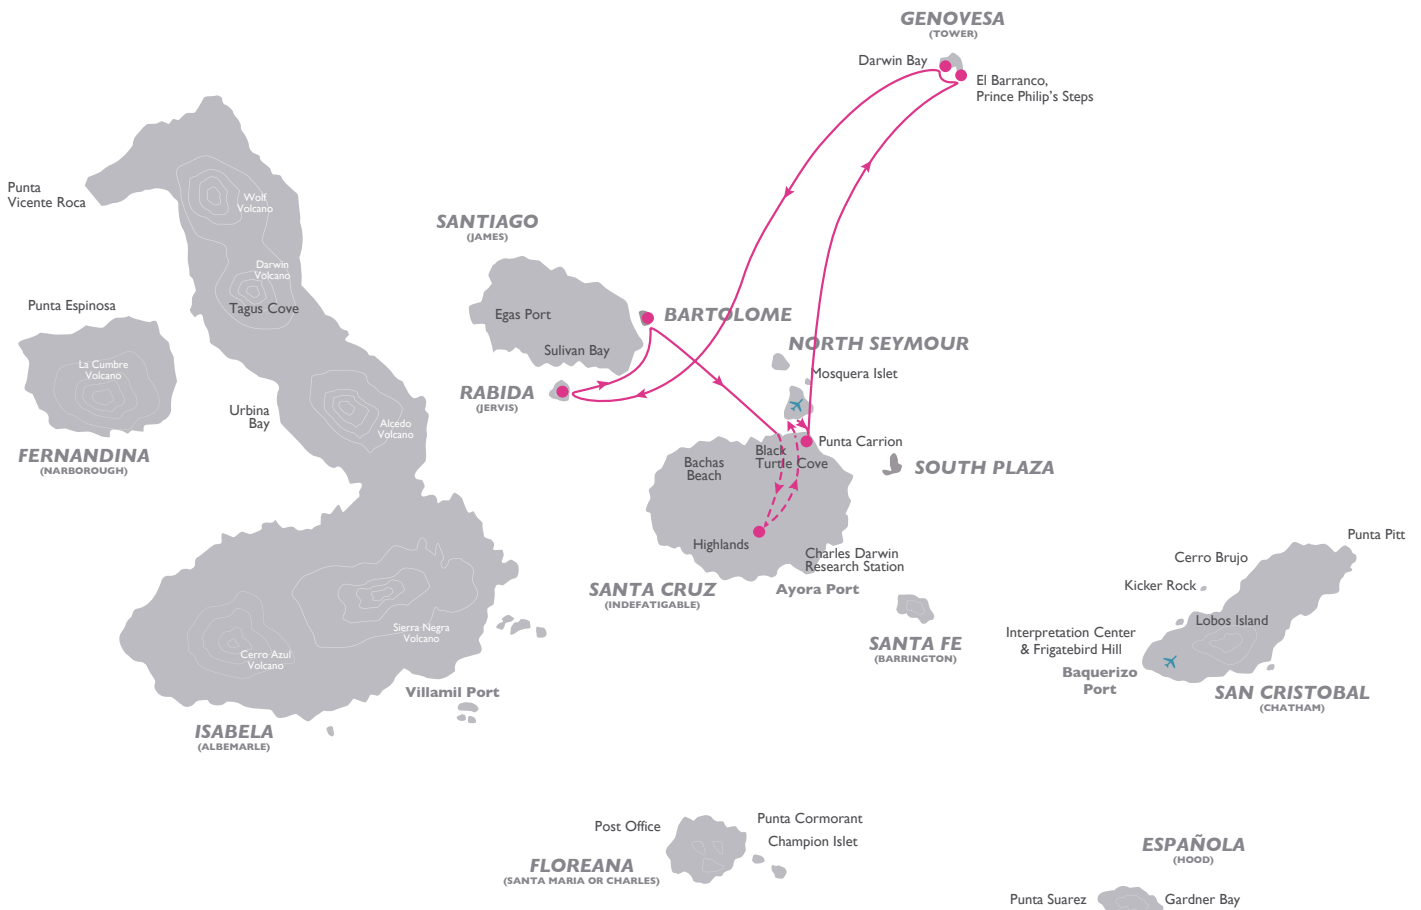 GENOVESA
(TOWER)
Darwin Bay
El Barranco,
Prince Philip's Steps
Punta
Vicente Roca
Wolf
Volcano
Darwin
Volcano
Tagus Cove
Punta Espinosa
La Cumbre
Volcano
FERNANDINA
(NARBOROUGH)
Urbina
Bay
Alcedo
Volcano
SANTIAGO
(JAMES)
Egas Port
Sulivan Bay
BARTOLOME
RABIDA
(JERVIS)
NORTH SEYMOUR
Mosquera Islet
Punta Carrion
Black
Turtle Cove
Bachas
Beach
SOUTH PLAZA
Highlands
Charles Darwin
Research Station
SANTA CRUZ
(INDEFATIGABLE)
Ayora Port
SANTA FE
(BARRINGTON)
Punta Pitt
Cerro Brujo
Kicker Rock
Lobos Island
Interpretation Center
& Frigatebird Hill
Baquerizo
Port
SAN CRISTOBAL
(CHATHAM)
Sierra Negra
Volcano
Cerro Azul
Volcano
Villamil Port
ISABELA
(ALBEMARLE)
Post Office
Punta Cormorant
Champion Islet
FLOREANA
(SANTA MARIA OR CHARLES)
ESPAÑOLA
(HOOD)
Punta Suarez
Gardner Bay